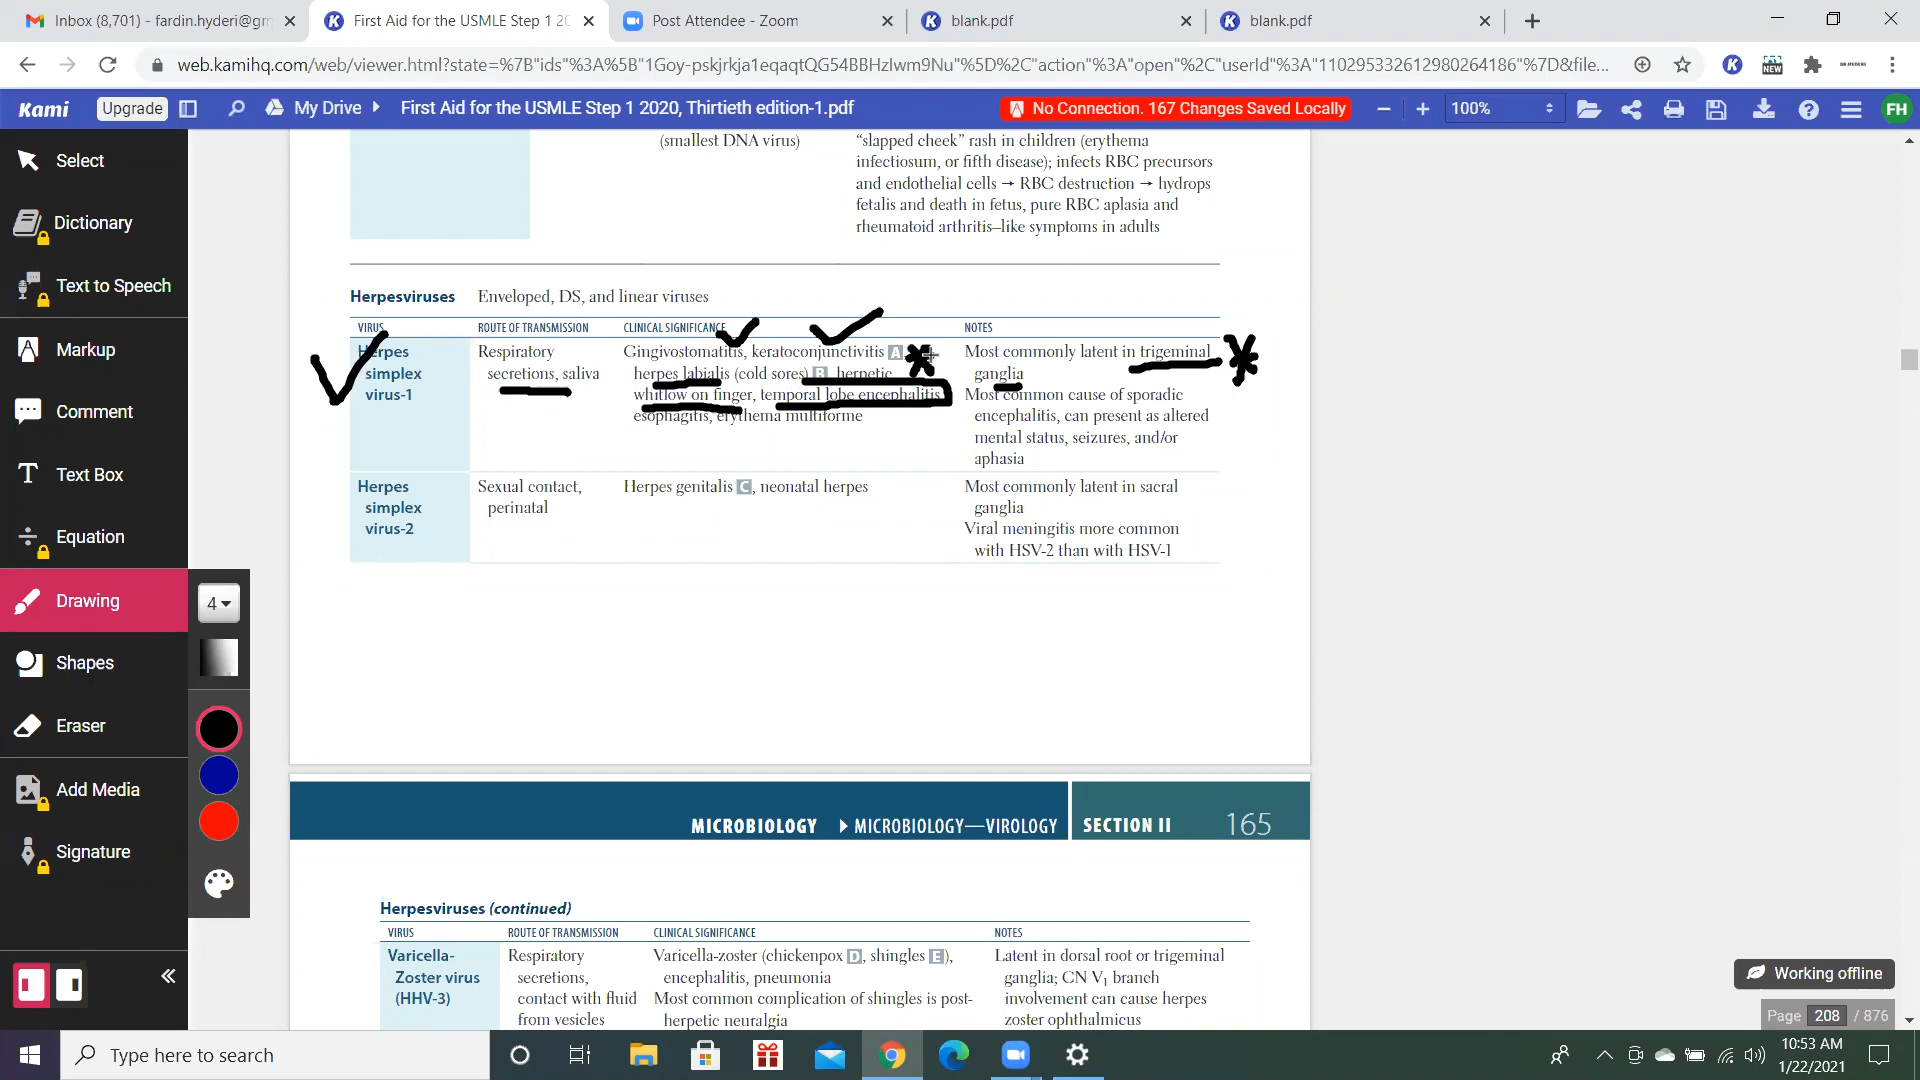 Inbox (8,701) - fardin.hyderi@gm
First Aid for the USMLE Step 1 20
Post Attendee - Zoom
blank.pdf
blank.pdf
web.kamihq.com/web/viewer.html?state=%7B"ids"%3A%5B"1Goy-pskjrkja1eqaqtQG54BBHzIwm9Nu"%5D%2C"action"%3A"open"%2C"userId"%3A"110295332612980264186"%7D&file...
NEW
Kami
Upgrade
My Drive
First Aid for the USMLE Step 1 2020, Thirtieth edition-1.pdf
No Connection. 167 Changes Saved Locally
100%
FH
Select
Dictionary
Text to Speech
Markup
Comment
Text Box
Equation
Drawing
Shapes
Eraser
Add Media
Signature
4
(smallest DNA virus)
“slapped cheek” rash in children (erythema
infectiosum, or fifth disease); infects RBC precursors
and endothelial cells → RBC destruction → hydrops
fetalis and death in fetus, pure RBC aplasia and
rheumatoid arthritis–like symptoms in adults
Herpesviruses Enveloped, DS, and linear viruses
VIRUS ROUTE OF TRANSMISSION CLINICAL SIGNIFICANCE NOTES
Herpes
simplex
virus-1
Respiratory
secretions, saliva
Gingivostomatitis, keratoconjunctivitis A
herpes labialis (cold sores) B herpetic
whitlow on finger, temporal lobe encephalitis
esophagitis, erythema multiforme
Most commonly latent in trigeminal
ganglia
Most common cause of sporadic
encephalitis, can present as altered
mental status, seizures, and/or
aphasia
Herpes
simplex
virus-2
Sexual contact,
perinatal
Herpes genitalis C, neonatal herpes
Most commonly latent in sacral
ganglia
Viral meningitis more common
with HSV-2 than with HSV-1
MICROBIOLOGY ▶ MICROBIOLOGY—VIROLOGY SECTION II 165
Herpesviruses (continued)
VIRUS ROUTE OF TRANSMISSION CLINICAL SIGNIFICANCE NOTES
Varicella-
Zoster virus
(HHV-3)
Respiratory
secretions,
contact with fluid
from vesicles
Varicella-zoster (chickenpox D, shingles E),
encephalitis, pneumonia
Most common complication of shingles is post-
herpetic neuralgia
Latent in dorsal root or trigeminal
ganglia; CN V1 branch
involvement can cause herpes
zoster ophthalmicus
Working offline
Page 208 / 876
Type here to search
10:53 AM
1/22/2021